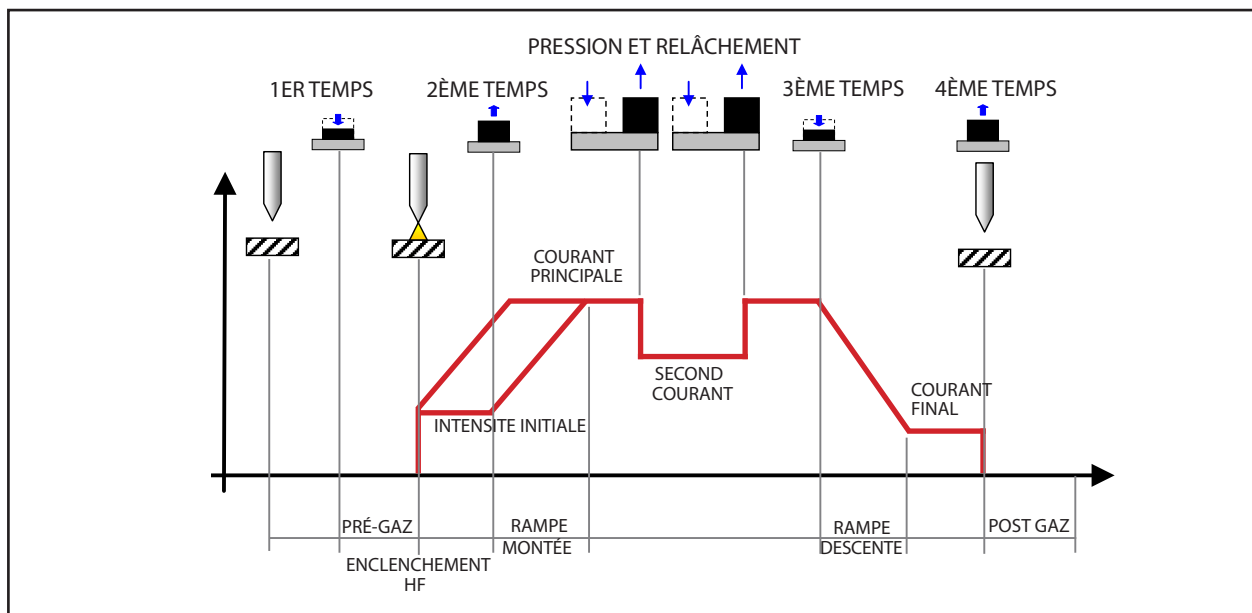 PRESSION ET RELÂCHEMENT
1ER TEMPS
2ÈME TEMPS
3ÈME TEMPS
4ÈME TEMPS
COURANT
PRINCIPALE
SECOND
COURANT
COURANT
FINAL
INTENSITE INITIALE
PRÉ-GAZ
RAMPE
MONTÉE
RAMPE
DESCENTE
POST GAZ
ENCLENCHEMENT
HF